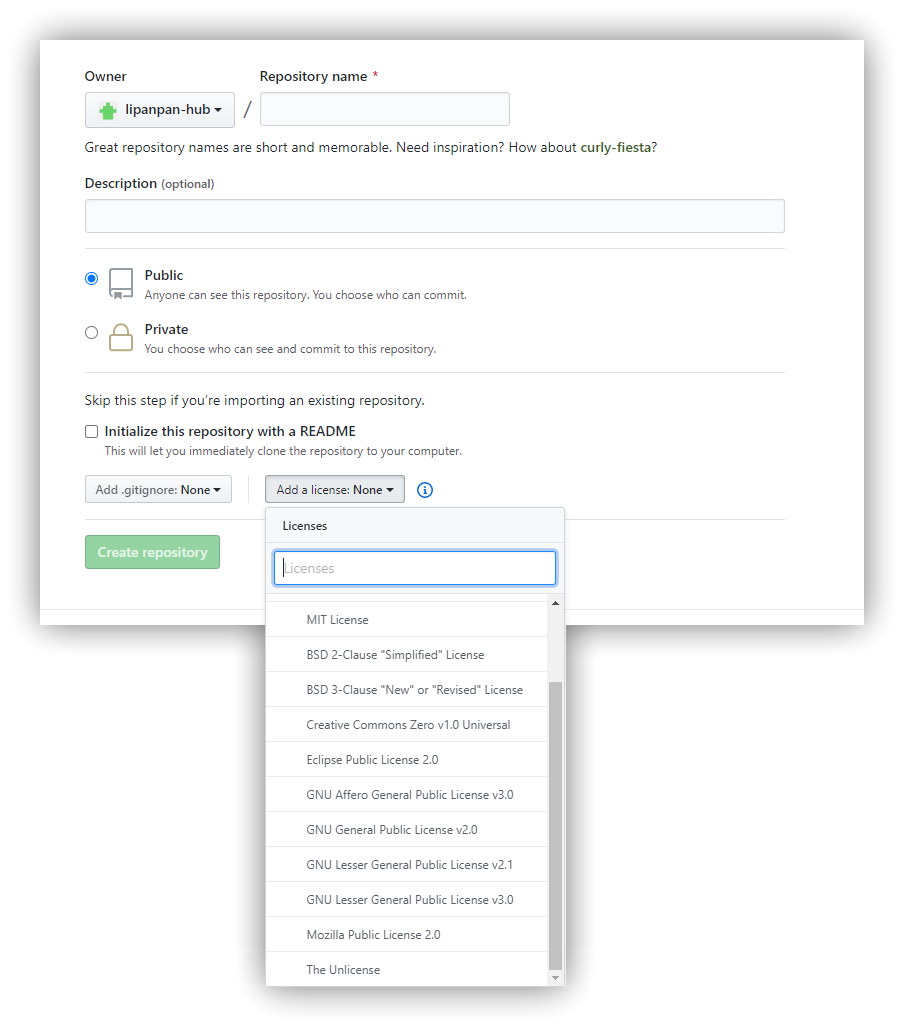 Owner
Repository name *
lipanpan-hub /
Great repository names are short and memorable. Need inspiration? How about curly-fiesta?
Description (optional)
Public
Anyone can see this repository. You choose who can commit.
Private
You choose who can see and commit to this repository.
Skip this step if you’re importing an existing repository.
Initialize this repository with a README
This will let you immediately clone the repository to your computer.
Add .gitignore: None
Add a license: None
Licenses
Licenses
Create repository
MIT License
BSD 2-Clause "Simplified" License
BSD 3-Clause "New" or "Revised" License
Creative Commons Zero v1.0 Universal
Eclipse Public License 2.0
GNU Affero General Public License v3.0
GNU General Public License v2.0
GNU Lesser General Public License v2.1
GNU Lesser General Public License v3.0
Mozilla Public License 2.0
The Unlicense